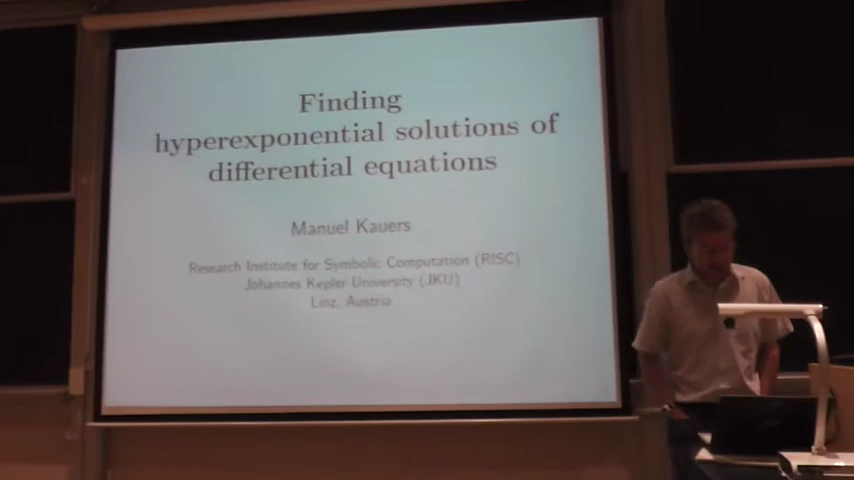 Finding
hyperexponential solutions of
differential equations
Manuel Kauers
Research Institute for Symbolic Computation (RISC)
Johannes Kepler University (JKU)
Linz, Austria